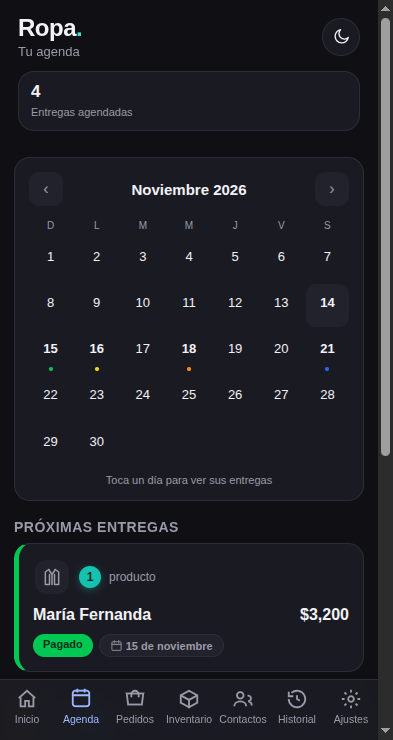 Ropa.
Tu agenda
4
Entregas agendadas
‹ Noviembre 2026 ›
D L M M J V S
1 2 3 4 5 6 7
8 9 10 11 12 13 14
15 16 17 18 19 20 21
22 23 24 25 26 27 28
29 30
Toca un día para ver sus entregas
PRÓXIMAS ENTREGAS
1 producto
María Fernanda $3,200
Pagado 15 de noviembre
Inicio Agenda Pedidos Inventario Contactos Historial Ajustes